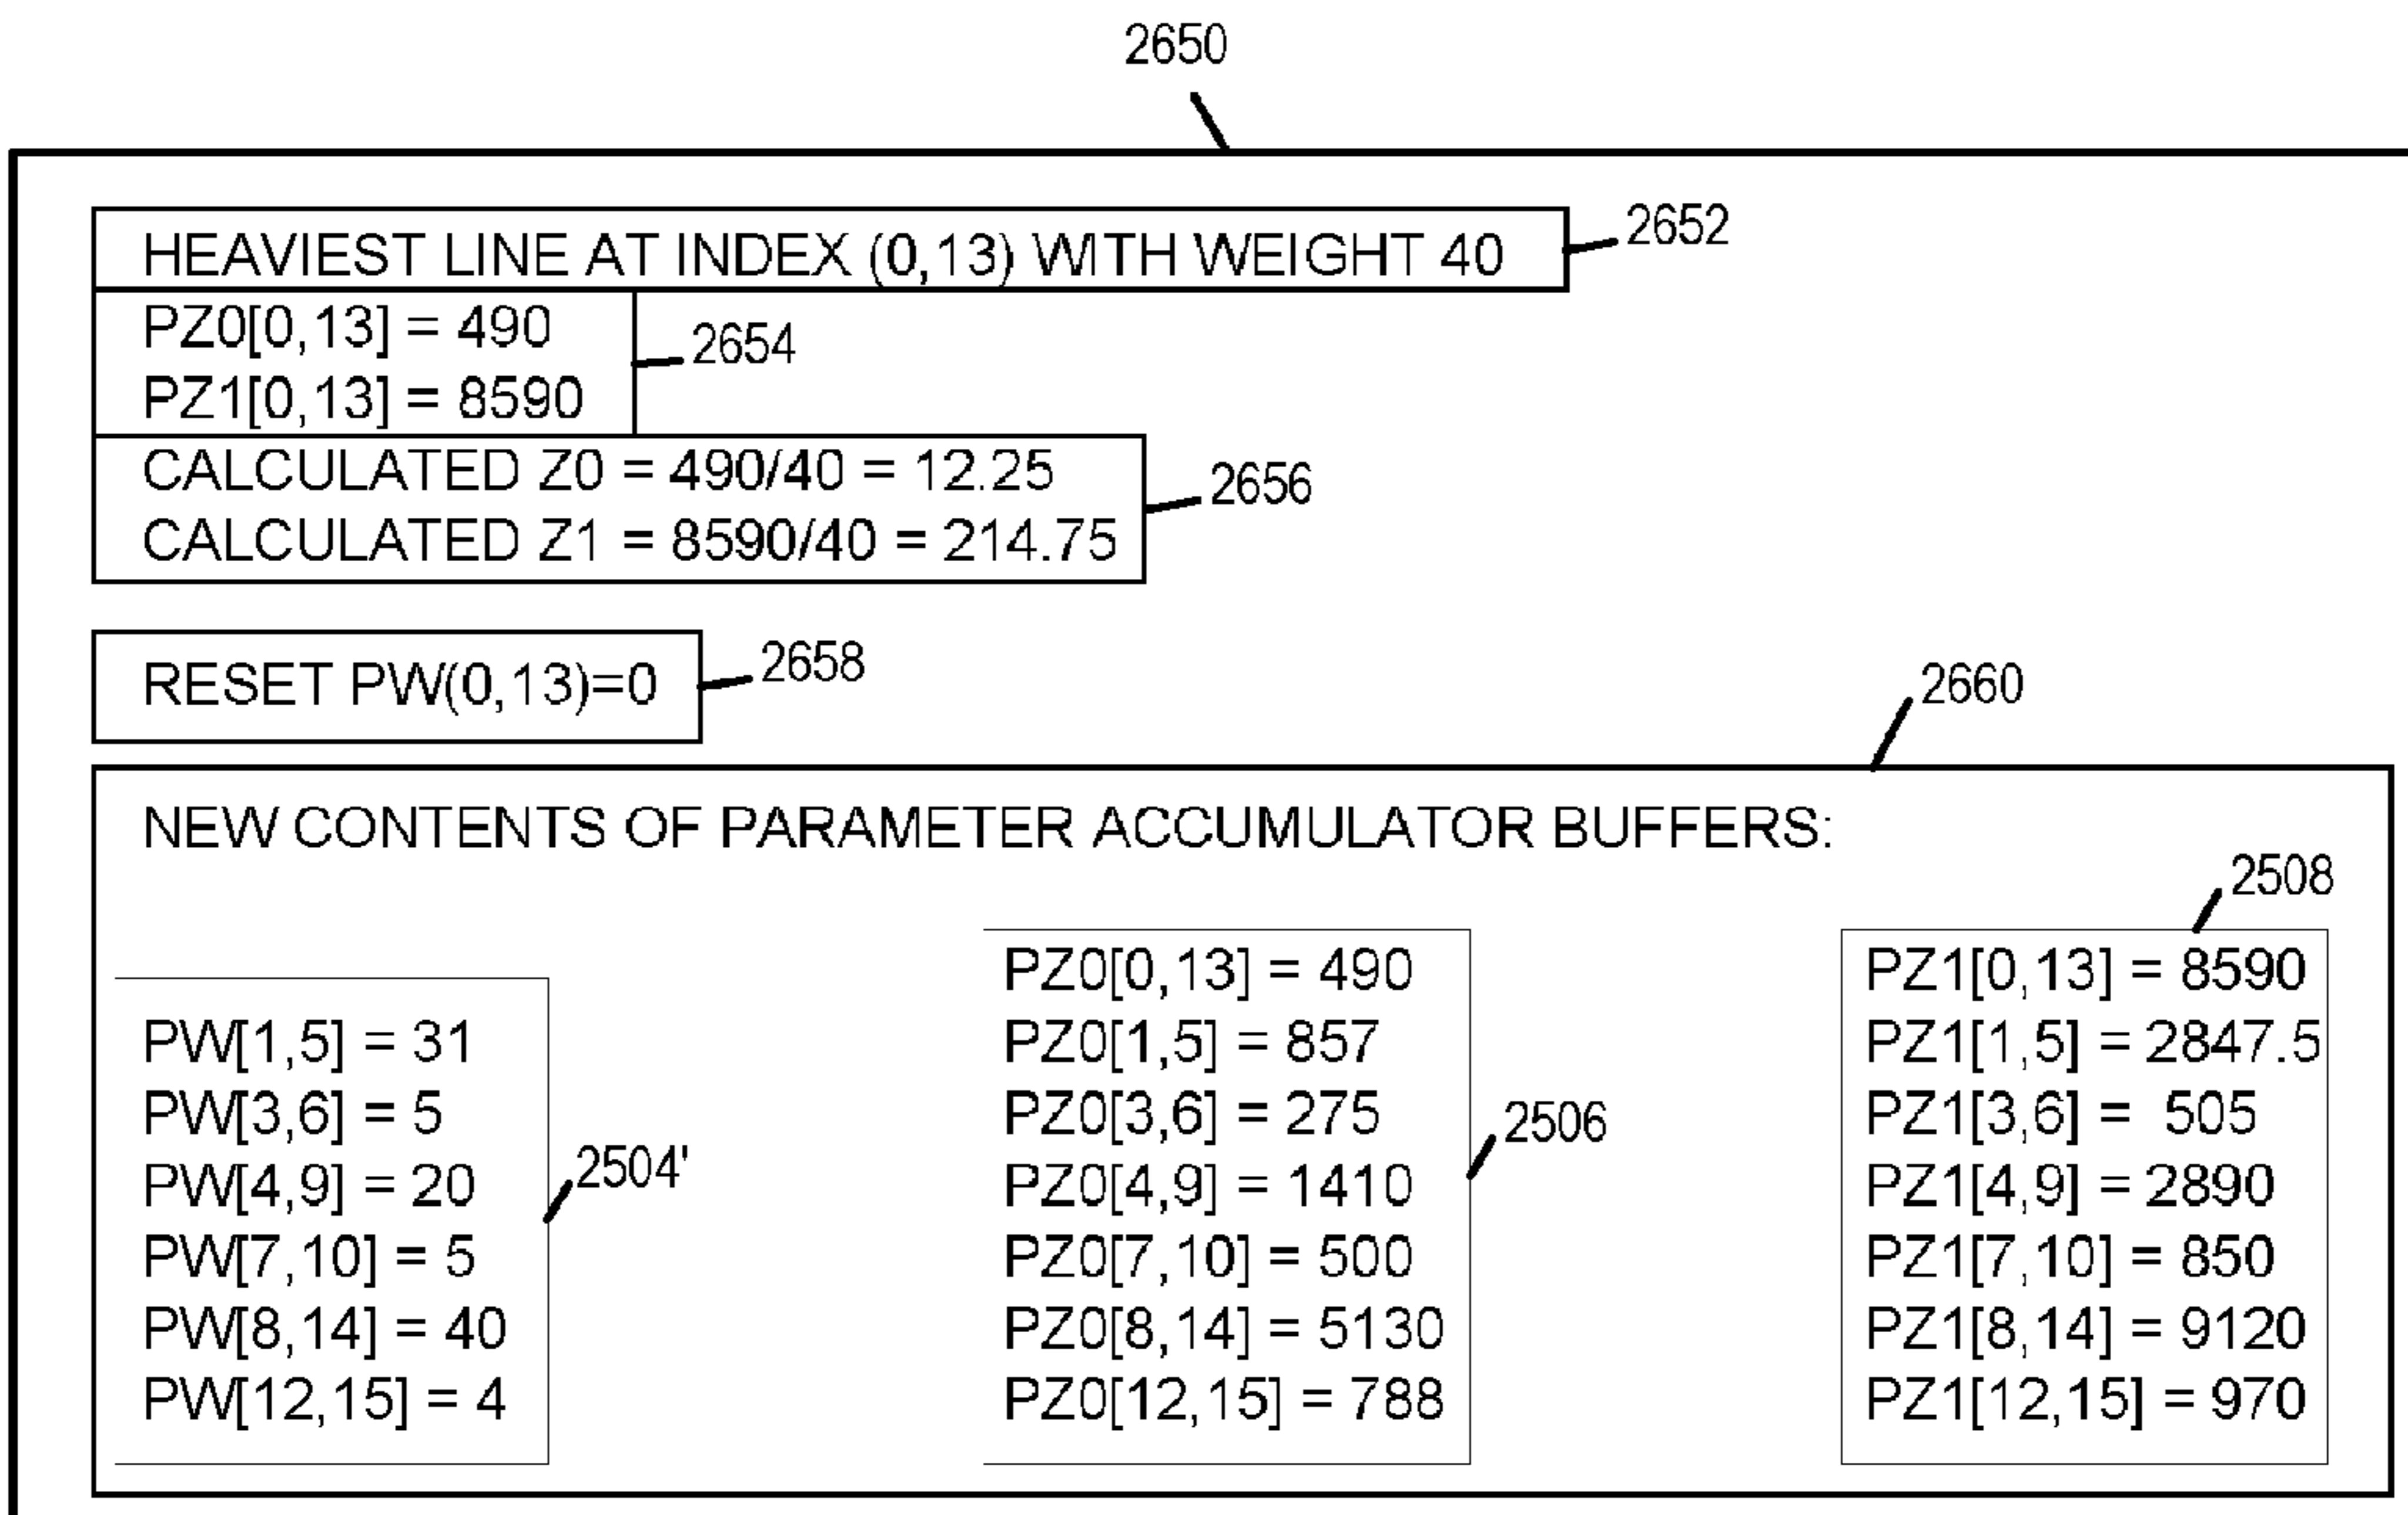 2650
HEAVIEST LINE AT INDEX (0,13) WITH WEIGHT 40
2652
PZ0[0,13] = 490
PZ1[0,13] = 8590
2654
CALCULATED Z0 = 490/40 = 12.25
CALCULATED Z1 = 8590/40 = 214.75
2656
RESET PW(0,13)=0
2658
2660
NEW CONTENTS OF PARAMETER ACCUMULATOR BUFFERS:
PW[1,5] = 31
PW[3,6] = 5
PW[4,9] = 20
PW[7,10] = 5
PW[8,14] = 40
PW[12,15] = 4
2504'
PZ0[0,13] = 490
PZ0[1,5] = 857
PZ0[3,6] = 275
PZ0[4,9] = 1410
PZ0[7,10] = 500
PZ0[8,14] = 5130
PZ0[12,15] = 788
2506
2508
PZ1[0,13] = 8590
PZ1[1,5] = 2847.5
PZ1[3,6] = 505
PZ1[4,9] = 2890
PZ1[7,10] = 850
PZ1[8,14] = 9120
PZ1[12,15] = 970